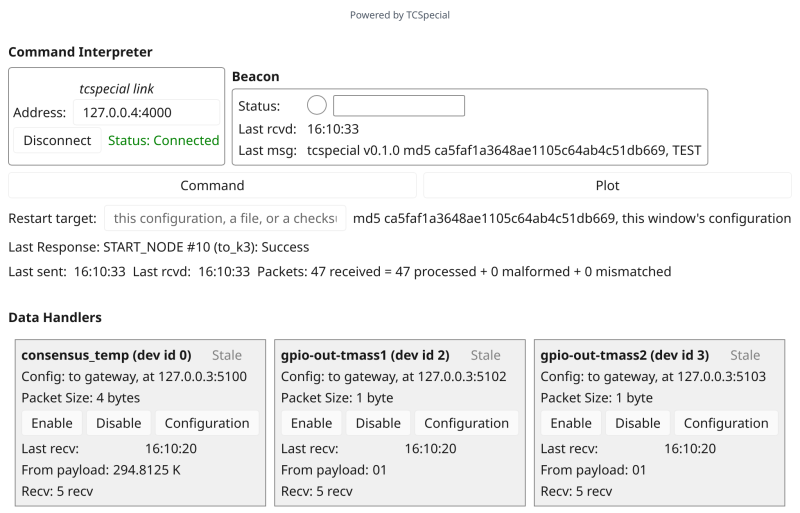 Powered by TCSpecial
Command Interpreter
tcspecial link
Address: 127.0.0.4:4000
Disconnect Status: Connected
Beacon
Status:
Last rcvd: 16:10:33
Last msg: tcspecial v0.1.0 md5 ca5faf1a3648ae1105c64ab4c51db669, TEST
Command Plot
Restart target: this configuration, a file, or a checks md5 ca5faf1a3648ae1105c64ab4c51db669, this window's configuration
Last Response: START_NODE #10 (to_k3): Success
Last sent: 16:10:33 Last rcvd: 16:10:33 Packets: 47 received = 47 processed + 0 malformed + 0 mismatched
Data Handlers
consensus_temp (dev id 0) Stale
Config: to gateway, at 127.0.0.3:5100
Packet Size: 4 bytes
Enable Disable Configuration
Last recv: 16:10:20
From payload: 294.8125 K
Recv: 5 recv
gpio-out-tmass1 (dev id 2) Stale
Config: to gateway, at 127.0.0.3:5102
Packet Size: 1 byte
Enable Disable Configuration
Last recv: 16:10:20
From payload: 01
Recv: 5 recv
gpio-out-tmass2 (dev id 3) Stale
Config: to gateway, at 127.0.0.3:5103
Packet Size: 1 byte
Enable Disable Configuration
Last recv: 16:10:20
From payload: 01
Recv: 5 recv